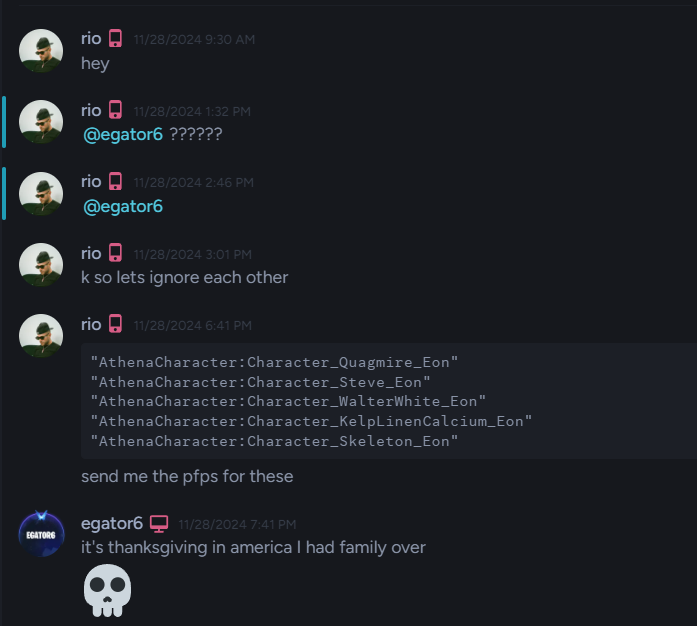 rio 11/28/2024 9:30 AM
hey
rio 11/28/2024 1:32 PM
@egator6 ??????
rio 11/28/2024 2:46 PM
@egator6
rio 11/28/2024 3:01 PM
k so lets ignore each other
rio 11/28/2024 6:41 PM
"AthenaCharacter:Character_Quagmire_Eon"
"AthenaCharacter:Character_Steve_Eon"
"AthenaCharacter:Character_WalterWhite_Eon"
"AthenaCharacter:Character_KelpLinenCalcium_Eon"
"AthenaCharacter:Character_Skeleton_Eon"
send me the pfps for these
EGATOR6
egator6 11/28/2024 7:41 PM
it's thanksgiving in america I had family over